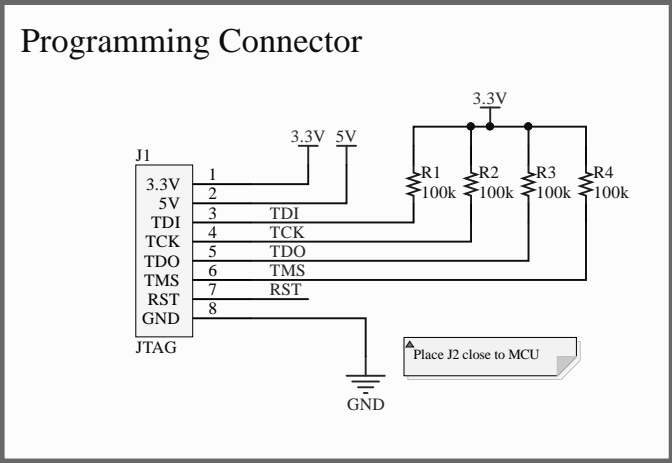 Programming Connector
3.3V
3.3V 5V
J1
R1 R2 R3 R4
100k 100k 100k 100k
3.3V 1
5V 2
TDI 3 TDI
TCK 4 TCK
TDO 5 TDO
TMS 6 TMS
RST 7 RST
GND 8
JTAG
Place J2 close to MCU
GND